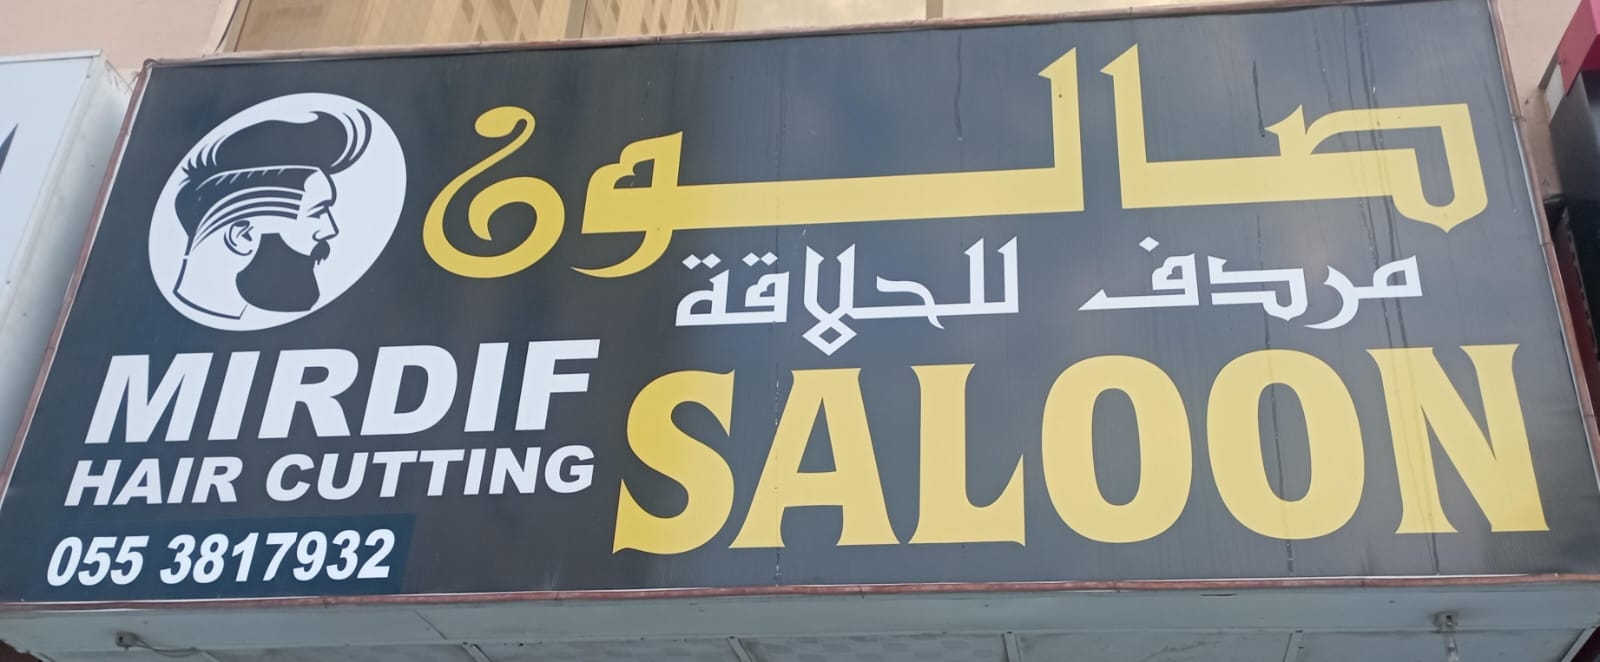 صالون
مردف للحلاقة
MIRDIF
HAIR CUTTING
SALOON
055 3817932